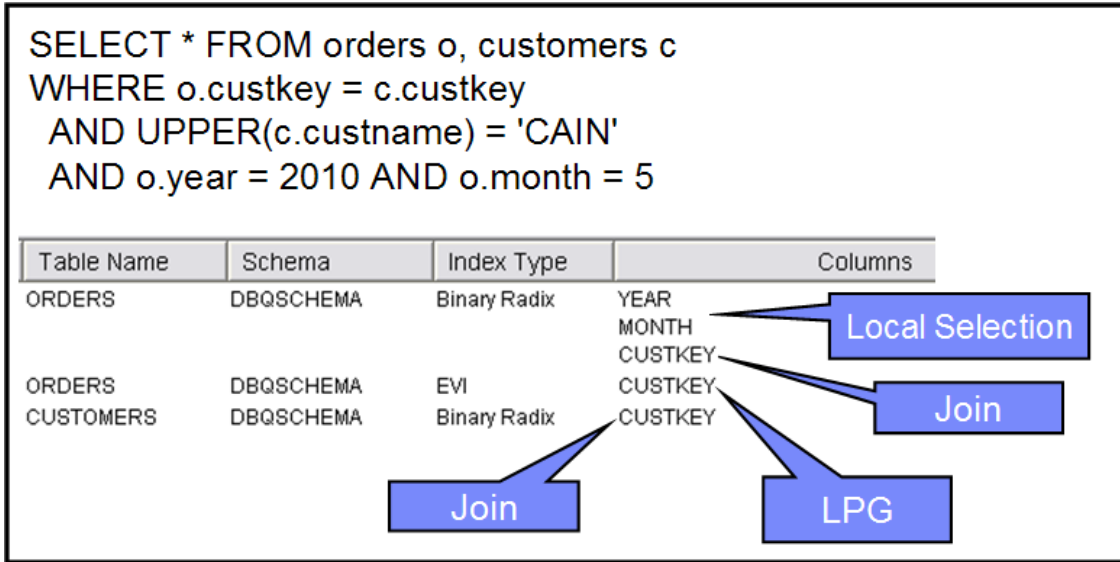 SELECT * FROM orders o, customers c
WHERE o.custkey = c.custkey
AND UPPER(c.custname) = 'CAIN'
AND o.year = 2010 AND o.month = 5
Table Name Schema Index Type Columns
ORDERS DBQSCHEMA Binary Radix YEAR
MONTH
CUSTKEY
Local Selection
ORDERS DBQSCHEMA EVI CUSTKEY
CUSTOMERS DBQSCHEMA Binary Radix CUSTKEY
Join
Join
LPG